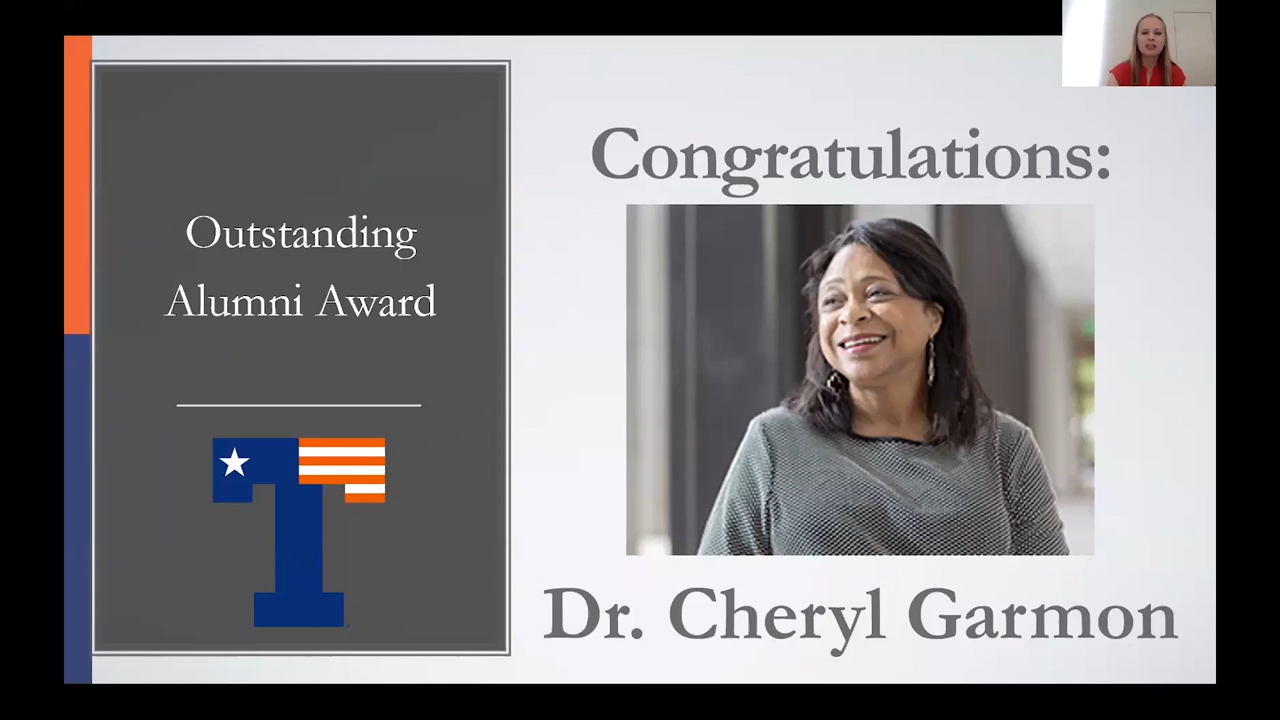 Outstanding
Alumni Award
Congratulations:
Dr. Cheryl Garmon